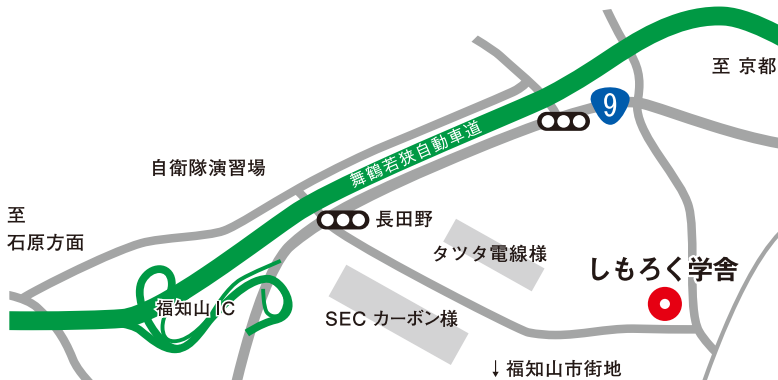 至 京都
9
舞鶴若狭自動車道
自衛隊演習場
至
石原方面
長田野
タツタ電線様
しもろく学舎
福知山IC
SEC カーボン様
↓福知山市街地